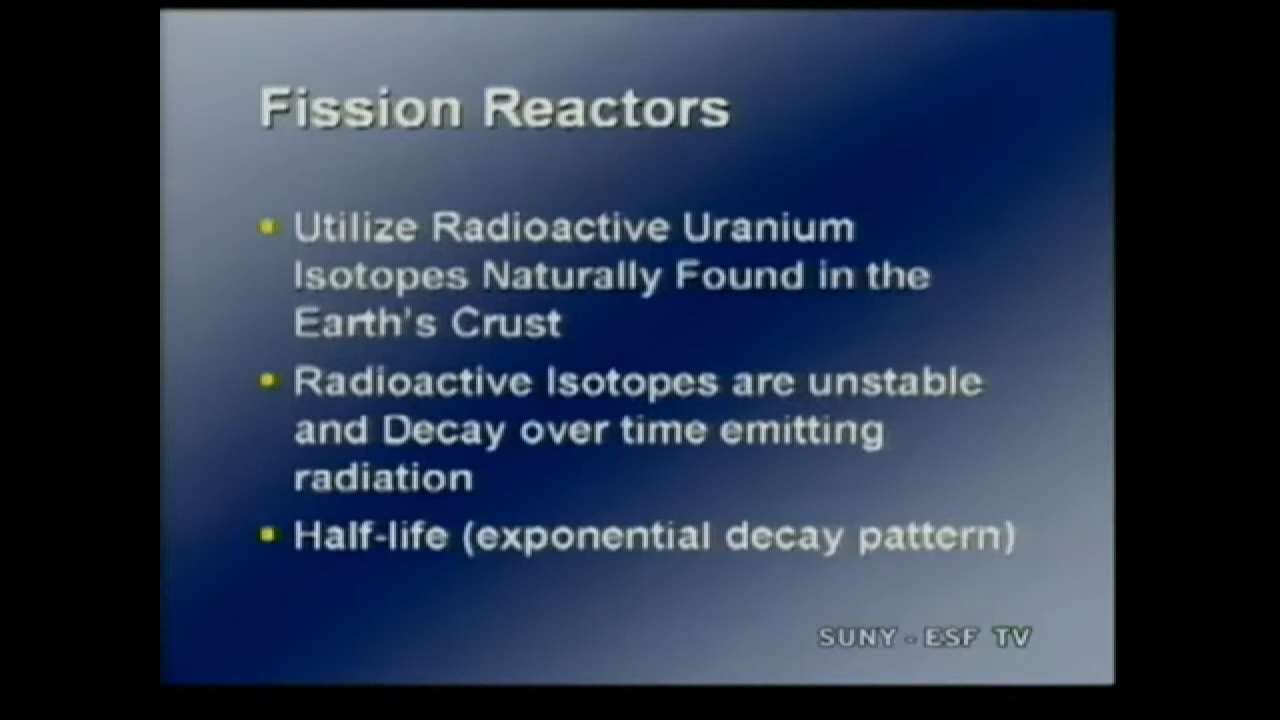 Fission Reactors
Utilize Radioactive Uranium
Isotopes Naturally Found in the
Earth's Crust
Radioactive Isotopes are unstable
and Decay over time emitting
radiation
Half-life (exponential decay pattern)
SUNY - ESF TV